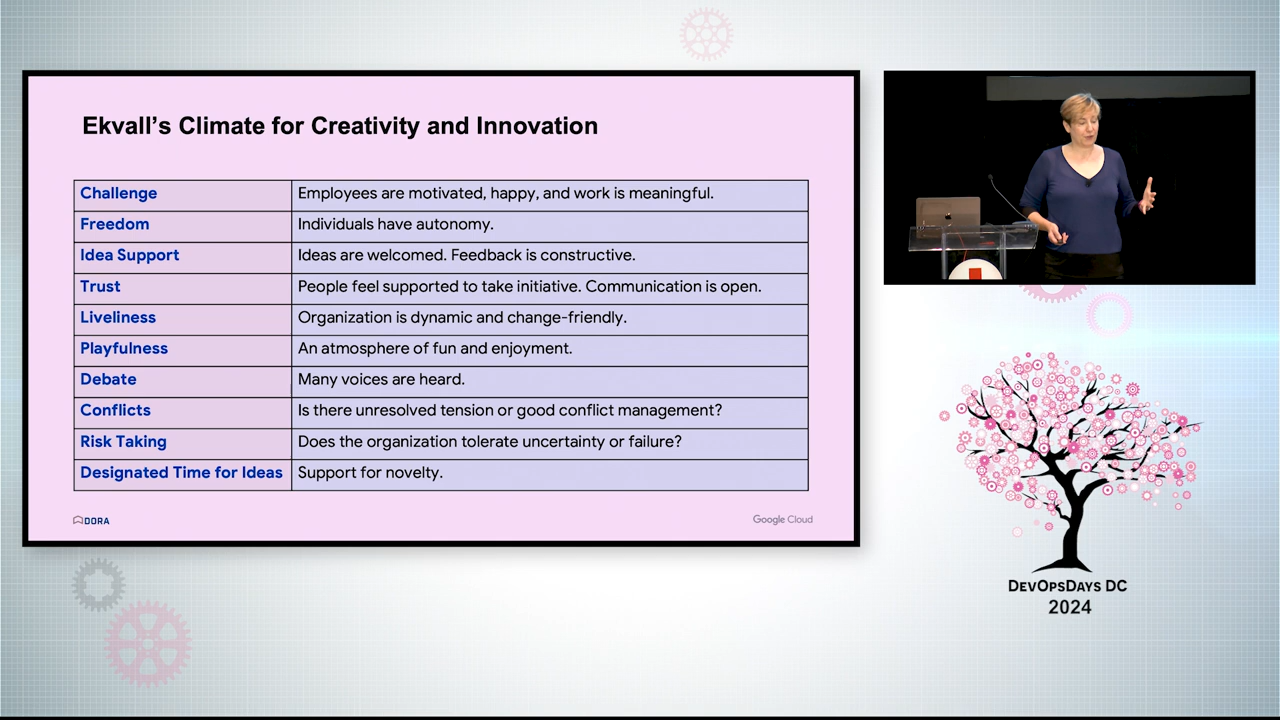 Ekvall's Climate for Creativity and Innovation
Challenge Employees are motivated, happy, and work is meaningful.
Freedom Individuals have autonomy.
Idea Support Ideas are welcomed. Feedback is constructive.
Trust People feel supported to take initiative. Communication is open.
Liveliness Organization is dynamic and change-friendly.
Playfulness An atmosphere of fun and enjoyment.
Debate Many voices are heard.
Conflicts Is there unresolved tension or good conflict management?
Risk Taking Does the organization tolerate uncertainty or failure?
Designated Time for Ideas Support for novelty.
DORA
Google Cloud
DevOpsDays DC
2024